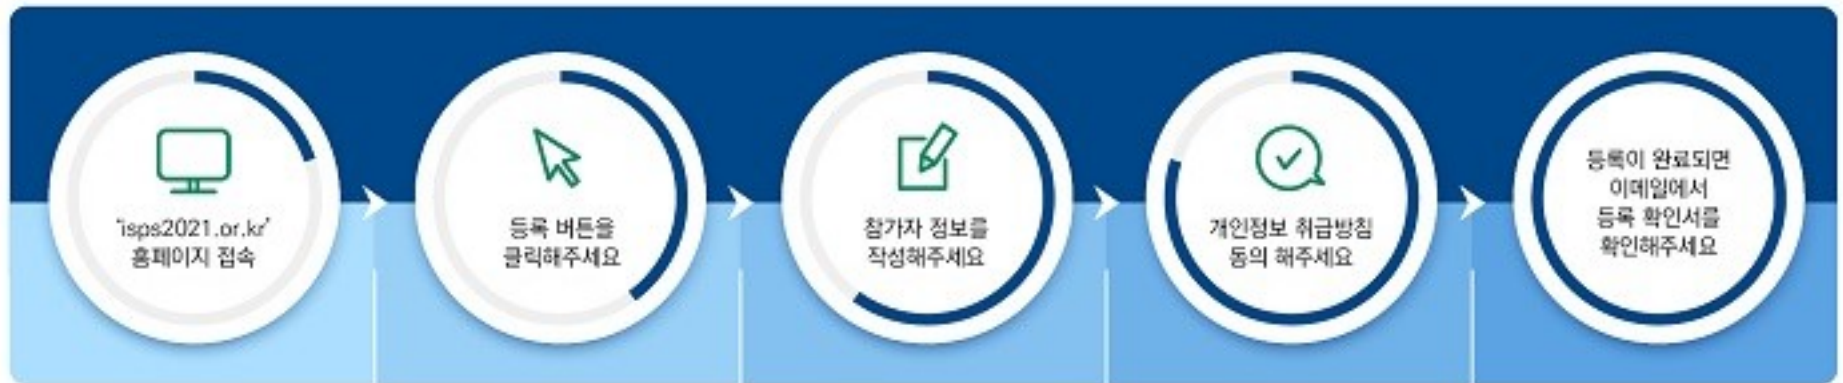 'isps2021.or.kr'
홈페이지 접속
등록 버튼을
클릭해주세요
참가자 정보를
작성해주세요
개인정보 취급방침
동의 해주세요
등록이 완료되면
이메일에서
등록 확인서를
확인해주세요